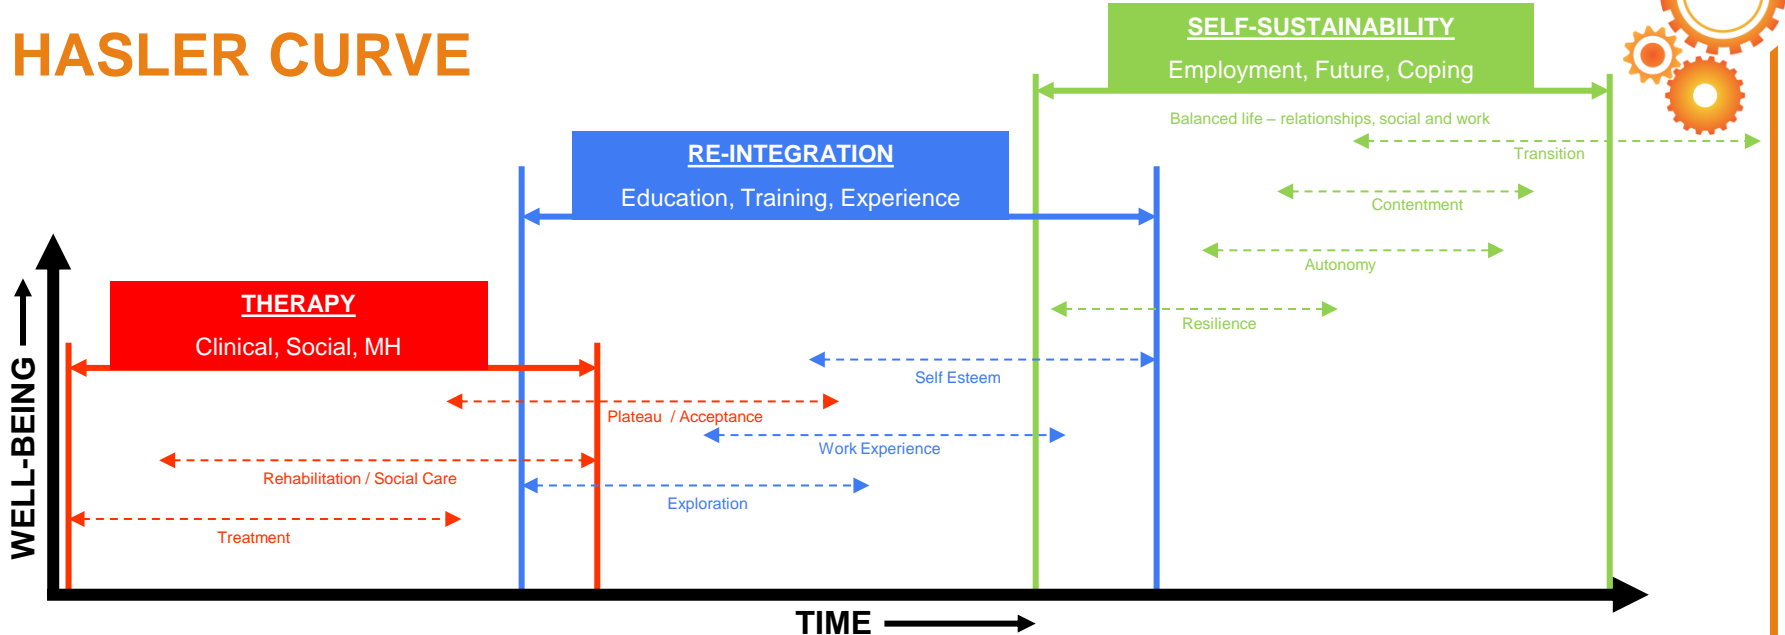 HASLER CURVE
SELF-SUSTAINABILITY
Employment, Future, Coping
Balanced life – relationships, social and work
Transition
RE-INTEGRATION
Education, Training, Experience
Contentment
Autonomy
THERAPY
Clinical, Social, MH
Resilience
Self Esteem
Plateau / Acceptance
Work Experience
Rehabilitation / Social Care
Exploration
Treatment
WELL-BEING
TIME